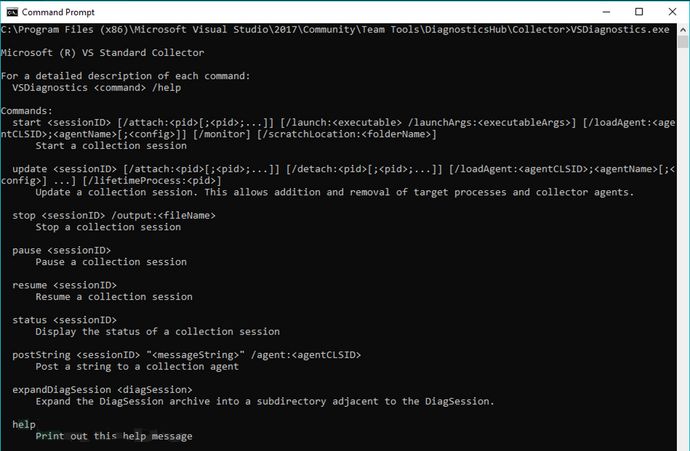 Command Prompt
C:\Program Files (x86)\Microsoft Visual Studio\2017\Community\Team Tools\DiagnosticsHub\Collector>VSDiagnostics.exe
Microsoft (R) VS Standard Collector
For a detailed description of each command:
VSDiagnostics <command> /help
Commands:
start <sessionID> [/attach:<pid>[;<pid>;...]] [/launch:<executable> /launchArgs:<executableArgs>] [/loadAgent:<age
ntCLSID>;<agentName>[;<config>]] [/monitor] [/scratchLocation:<folderName>]
Start a collection session
update <sessionID> [/attach:<pid>[;<pid>;...]] [/detach:<pid>[;<pid>;...]] [/loadAgent:<agentCLSID>;<agentName>[;<
config>] ...] [/lifetimeProcess:<pid>]
Update a collection session. This allows addition and removal of target processes and collector agents.
stop <sessionID> /output:<fileName>
Stop a collection session
pause <sessionID>
Pause a collection session
resume <sessionID>
Resume a collection session
status <sessionID>
Display the status of a collection session
postString <sessionID> "<messageString>" /agent:<agentCLSID>
Post a string to a collection agent
expandDiagSession <diagSession>
Expand the DiagSession archive into a subdirectory adjacent to the DiagSession.
help
Print out this help message